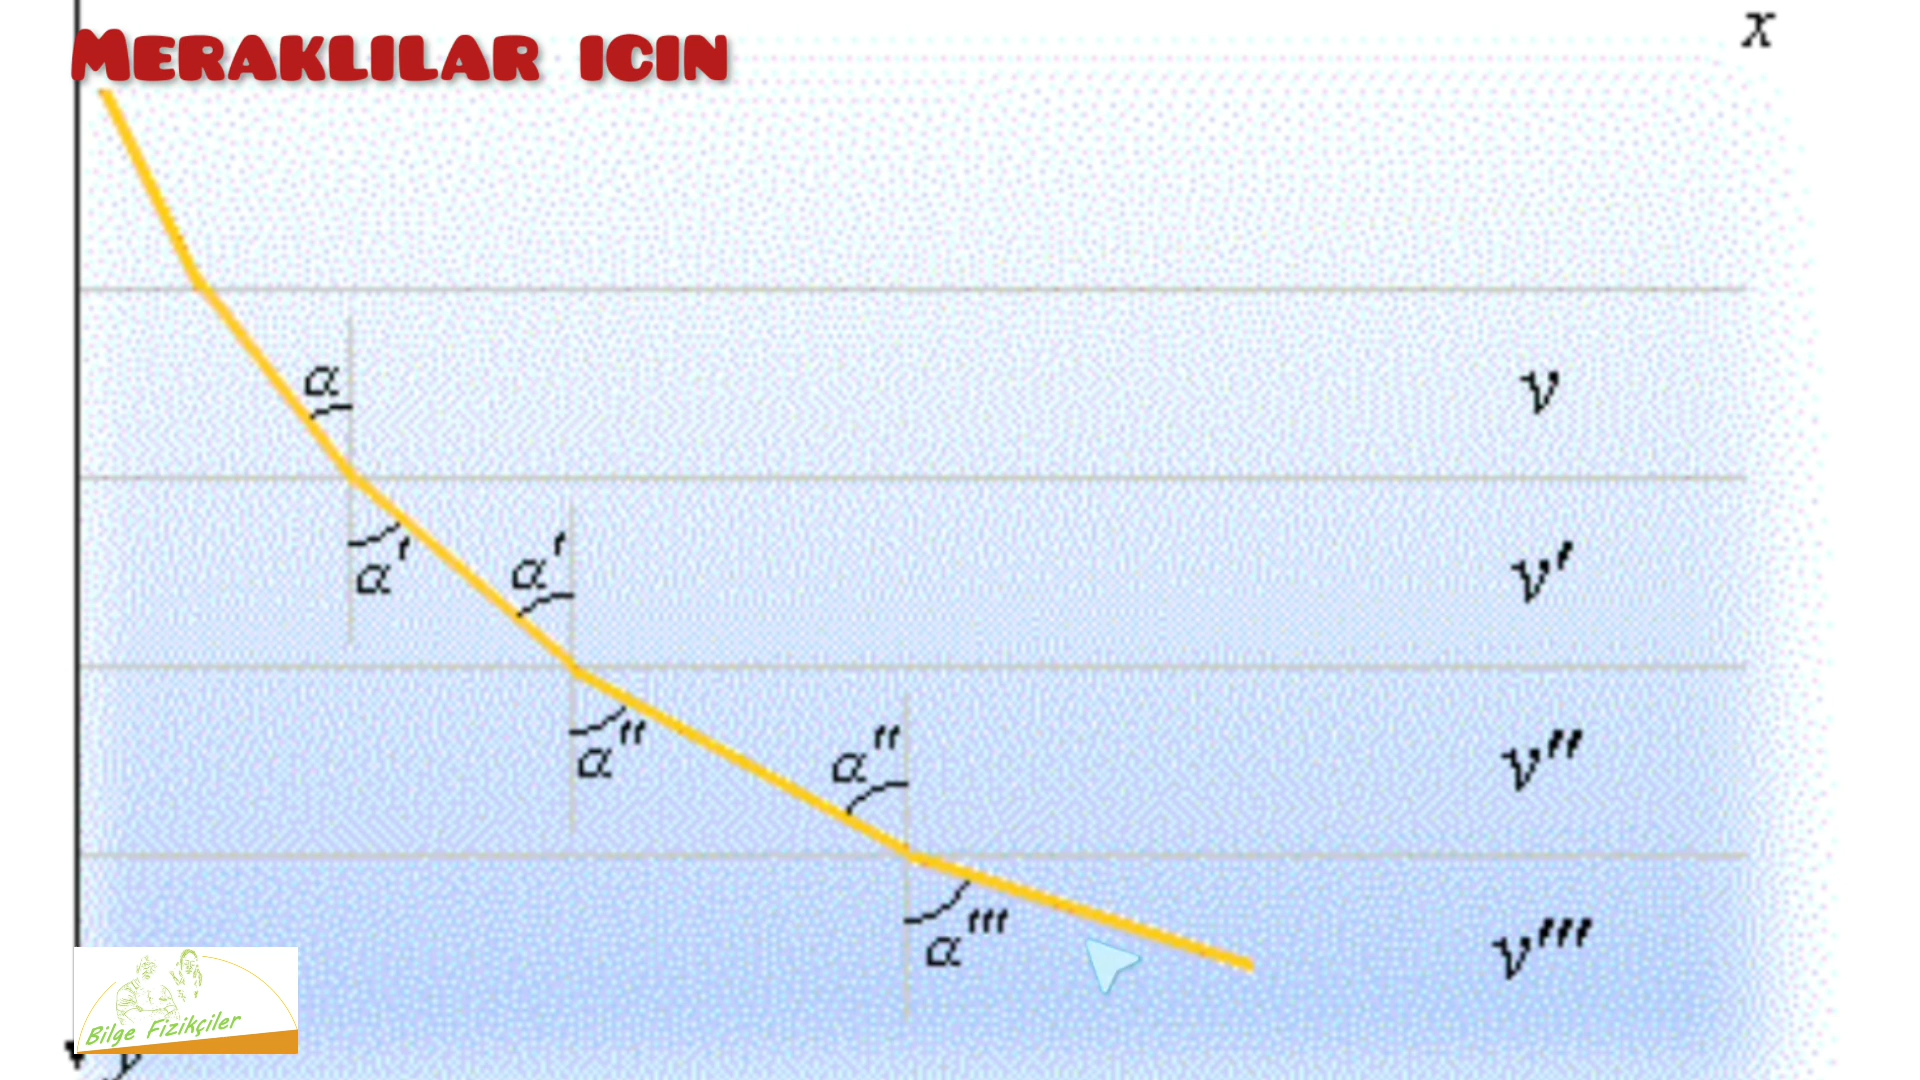 x
MERAKLILAR ICIN
α
v
α'
α'
v'
α''
α''
v''
α'''
v'''
Bilge Fizikçiler
y